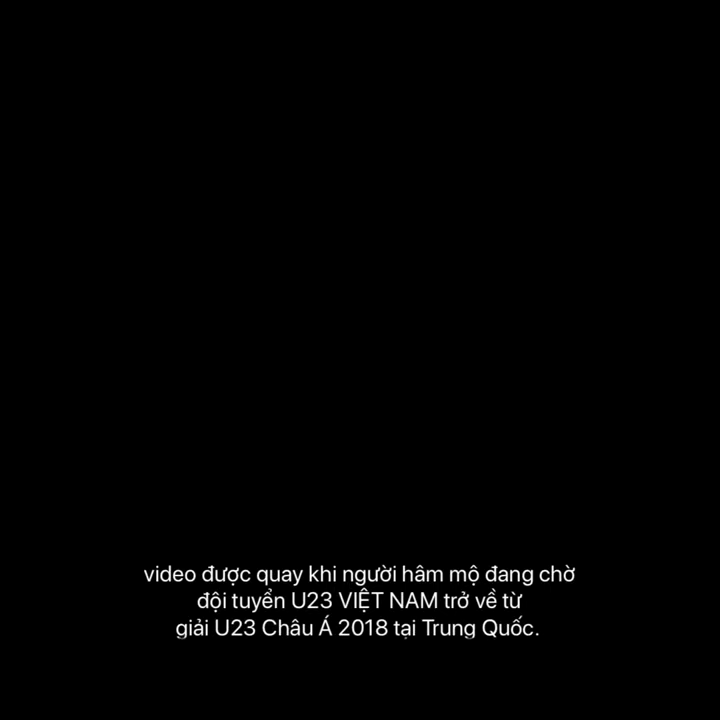 video được quay khi người hâm mộ đang chờ
đội tuyển U23 VIỆT NAM trở về từ
giải U23 Châu Á 2018 tại Trung Quốc.